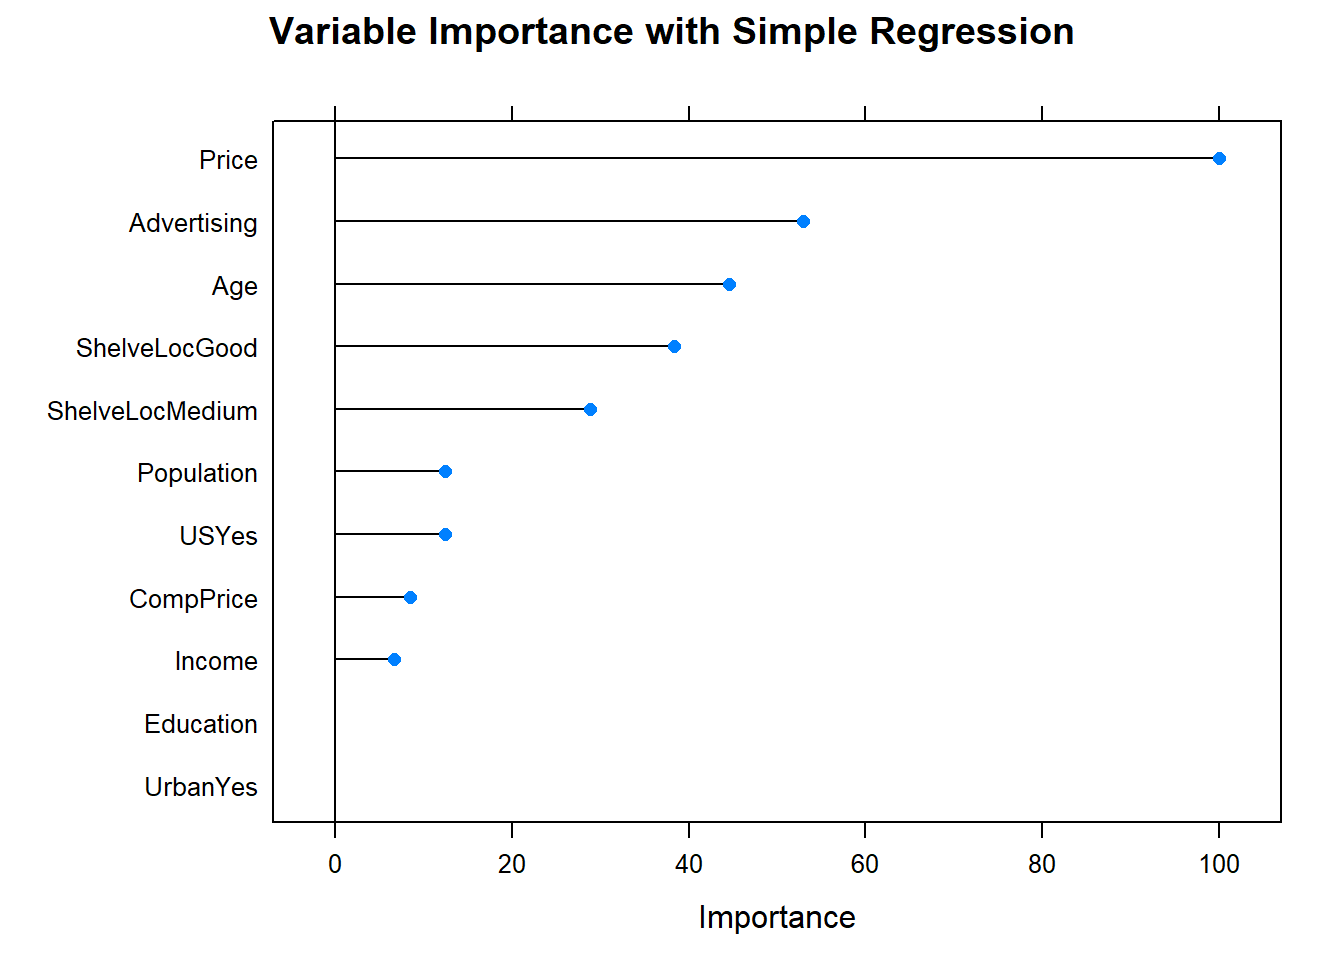 Variable Importance with Simple Regression
Price
Advertising
Age
ShelveLocGood
ShelveLocMedium
Population
USYes
CompPrice
Income
Education
UrbanYes
0 20 40 60 80 100
Importance